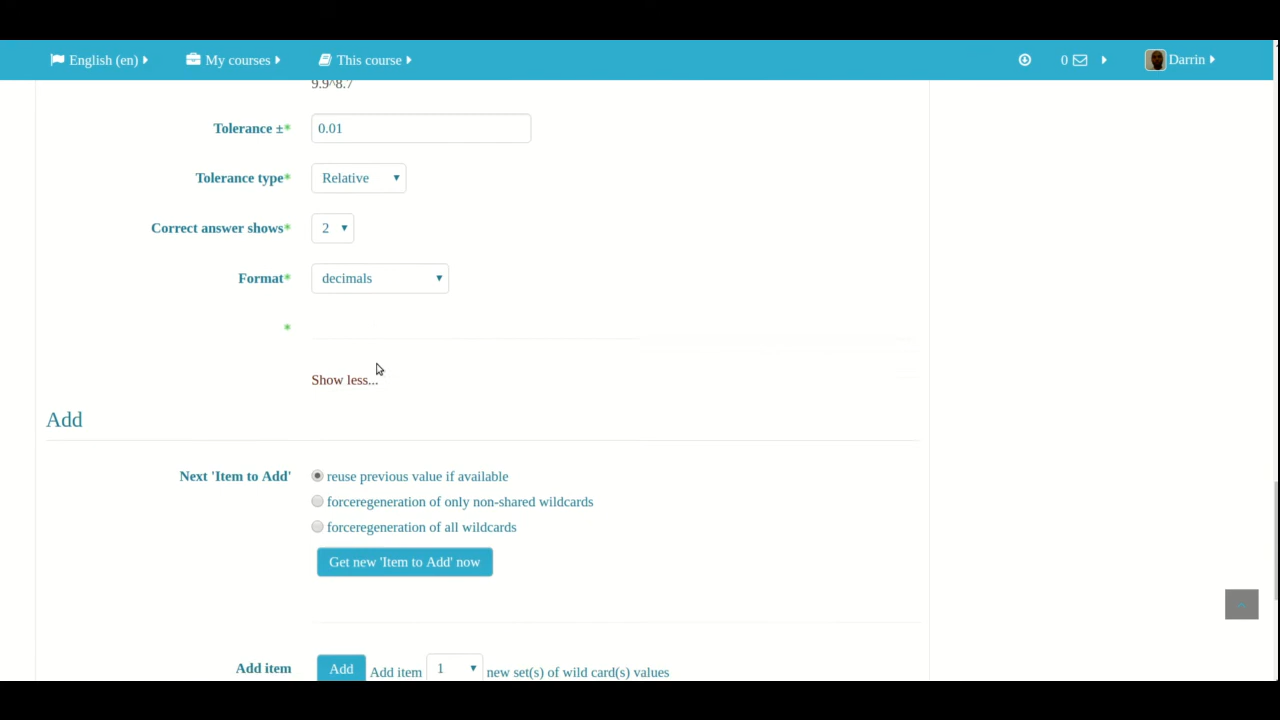 English (en) My courses This course 0 Darrin
9.9^8.7
Tolerance ±* 0.01
Tolerance type* Relative
Correct answer shows* 2
Format* decimals
*
Show less...
Add
Next 'Item to Add' reuse previous value if available
forceregeneration of only non-shared wildcards
forceregeneration of all wildcards
Get new 'Item to Add' now
Add item Add Add item 1 new set(s) of wild card(s) values